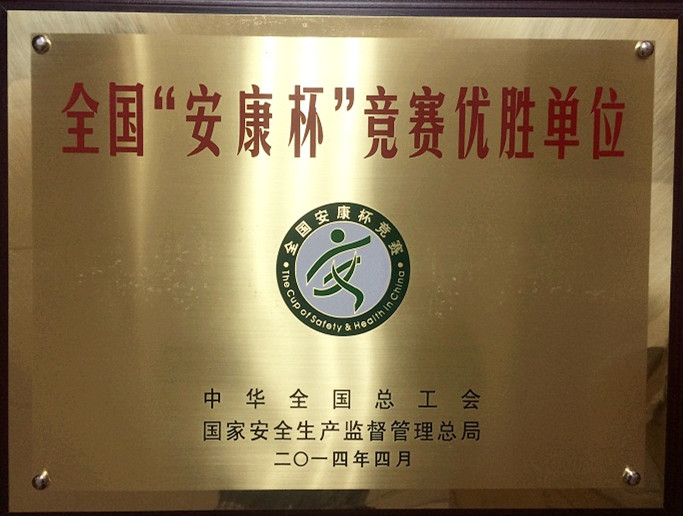 全国“安康杯”竞赛优胜单位
全国安康杯竞赛
The Cup of Safety & Health in China
中华全国总工会
国家安全生产监督管理总局
二〇一四年四月